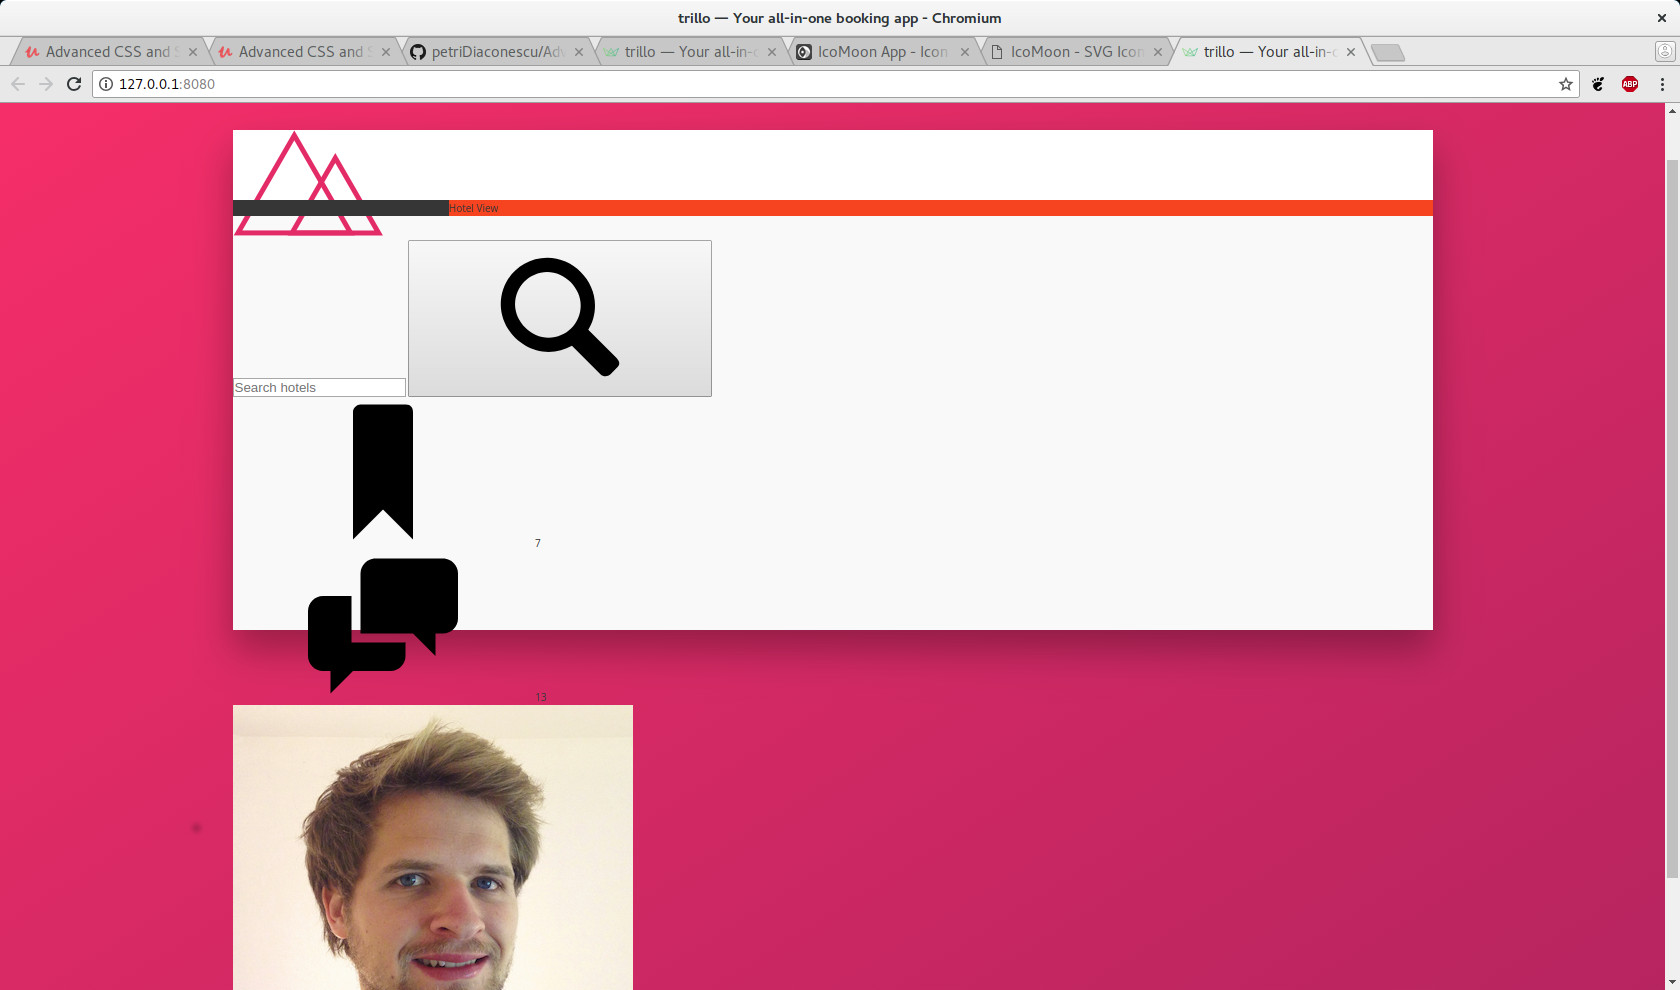 trillo — Your all-in-one booking app - Chromium
Advanced CSS and
Advanced CSS and
petriDiaconescu/Adv
trillo — Your all-in-
IcoMoon App - Icon
IcoMoon - SVG Icon
trillo — Your all-in-
127.0.0.1:8080
ABP
Hotel View
Search hotels
7
13